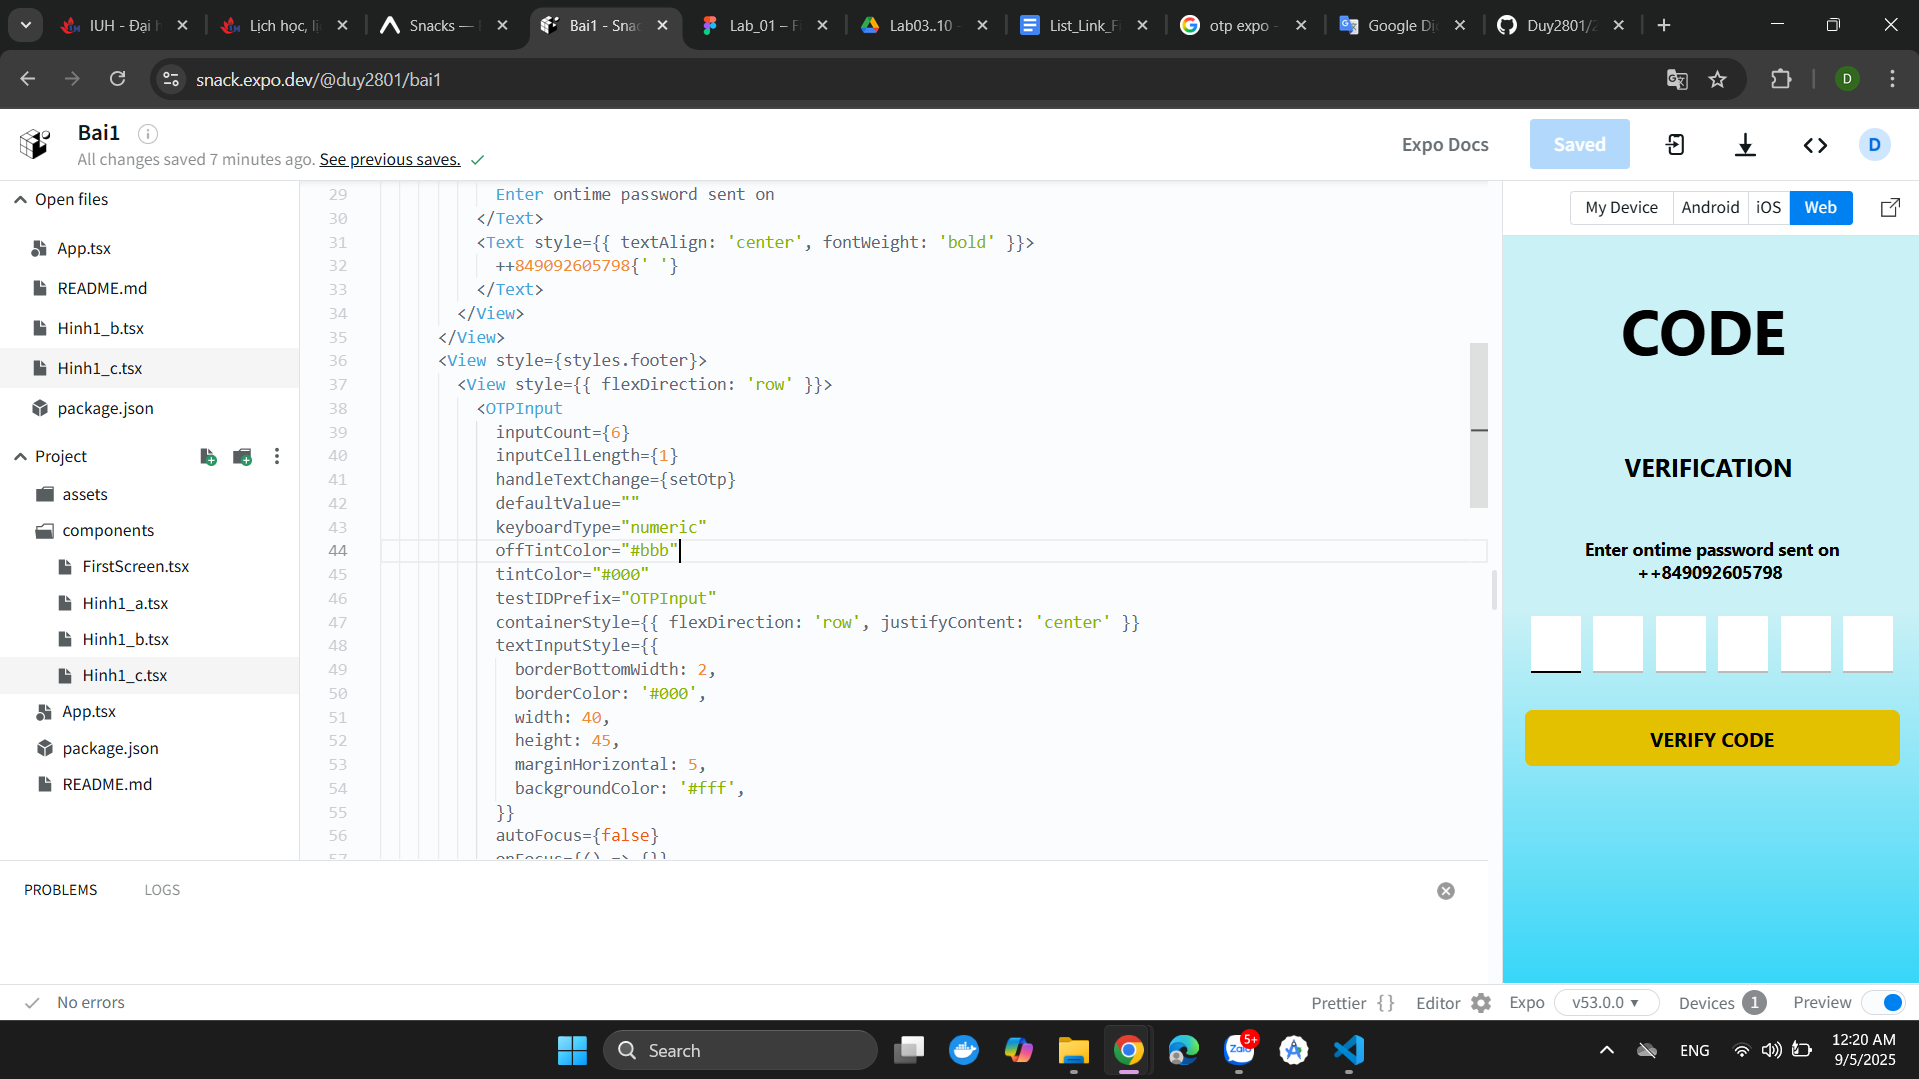 IUH - Đại h
Lịch học, lị
Snacks —
Bai1 - Snac
Lab_01 – Fi
Lab03..10 -
List_Link_Fi
otp expo -
Google Dịc
Duy2801/2
snack.expo.dev/@duy2801/bai1
D
Bai1
All changes saved 7 minutes ago. See previous saves.
Expo Docs
Saved
D
Open files
App.tsx
README.md
Hinh1_b.tsx
Hinh1_c.tsx
package.json
Project
assets
components
FirstScreen.tsx
Hinh1_a.tsx
Hinh1_b.tsx
Hinh1_c.tsx
App.tsx
package.json
README.md
29 Enter ontime password sent on
30 </Text>
31 <Text style={{ textAlign: 'center', fontWeight: 'bold' }}>
32 ++849092605798{' '}
33 </Text>
34 </View>
35 </View>
36 <View style={styles.footer}>
37 <View style={{ flexDirection: 'row' }}>
38 <OTPInput
39 inputCount={6}
40 inputCellLength={1}
41 handleTextChange={setOtp}
42 defaultValue=""
43 keyboardType="numeric"
44 offTintColor="#bbb"
45 tintColor="#000"
46 testIDPrefix="OTPInput"
47 containerStyle={{ flexDirection: 'row', justifyContent: 'center' }}
48 textInputStyle={{
49 borderBottomWidth: 2,
50 borderColor: '#000',
51 width: 40,
52 height: 45,
53 marginHorizontal: 5,
54 backgroundColor: '#fff',
55 }}
56 autoFocus={false}
57 onFocus={() => {}}
My Device Android iOS Web
CODE
VERIFICATION
Enter ontime password sent on
++849092605798
VERIFY CODE
PROBLEMS LOGS
No errors
Prettier { } Editor Expo v53.0.0 Devices 1 Preview
Search
5+
Zalo
ENG
12:20 AM
9/5/2025